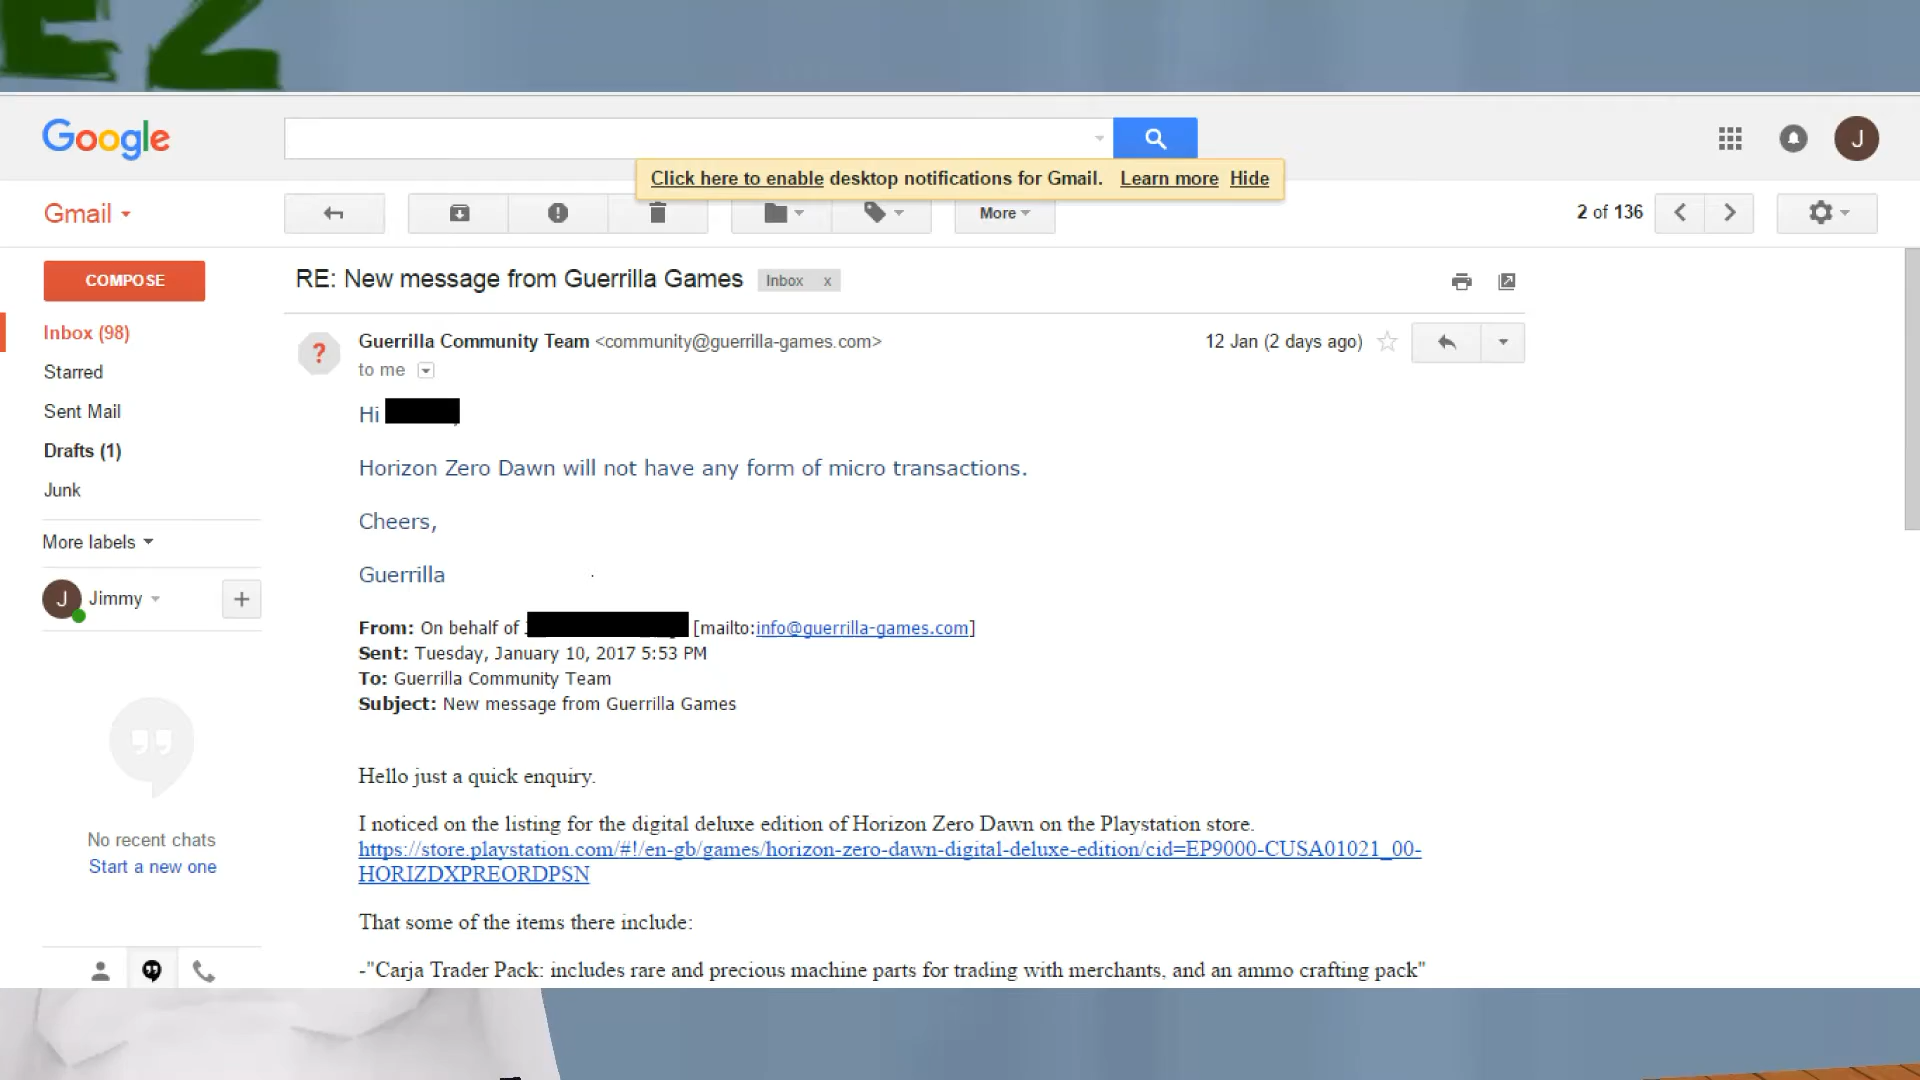 EZ
Google
Click here to enable desktop notifications for Gmail. Learn more Hide
Gmail
More
2 of 136
COMPOSE
RE: New message from Guerrilla Games
Inbox x
Inbox (98)
Starred
Sent Mail
Drafts (1)
Junk
More labels
J
Jimmy
No recent chats
Start a new one
J
Guerrilla Community Team <community@guerrilla-games.com>
12 Jan (2 days ago)
to me
Hi
Horizon Zero Dawn will not have any form of micro transactions.
Cheers,
Guerrilla
From: On behalf of [mailto:info@guerrilla-games.com]
Sent: Tuesday, January 10, 2017 5:53 PM
To: Guerrilla Community Team
Subject: New message from Guerrilla Games
Hello just a quick enquiry.
I noticed on the listing for the digital deluxe edition of Horizon Zero Dawn on the Playstation store.
https://store.playstation.com/#!/en-gb/games/horizon-zero-dawn-digital-deluxe-edition/cid=EP9000-CUSA01021_00-
HORIZDXPREORDPSN
That some of the items there include:
-"Carja Trader Pack: includes rare and precious machine parts for trading with merchants, and an ammo crafting pack"